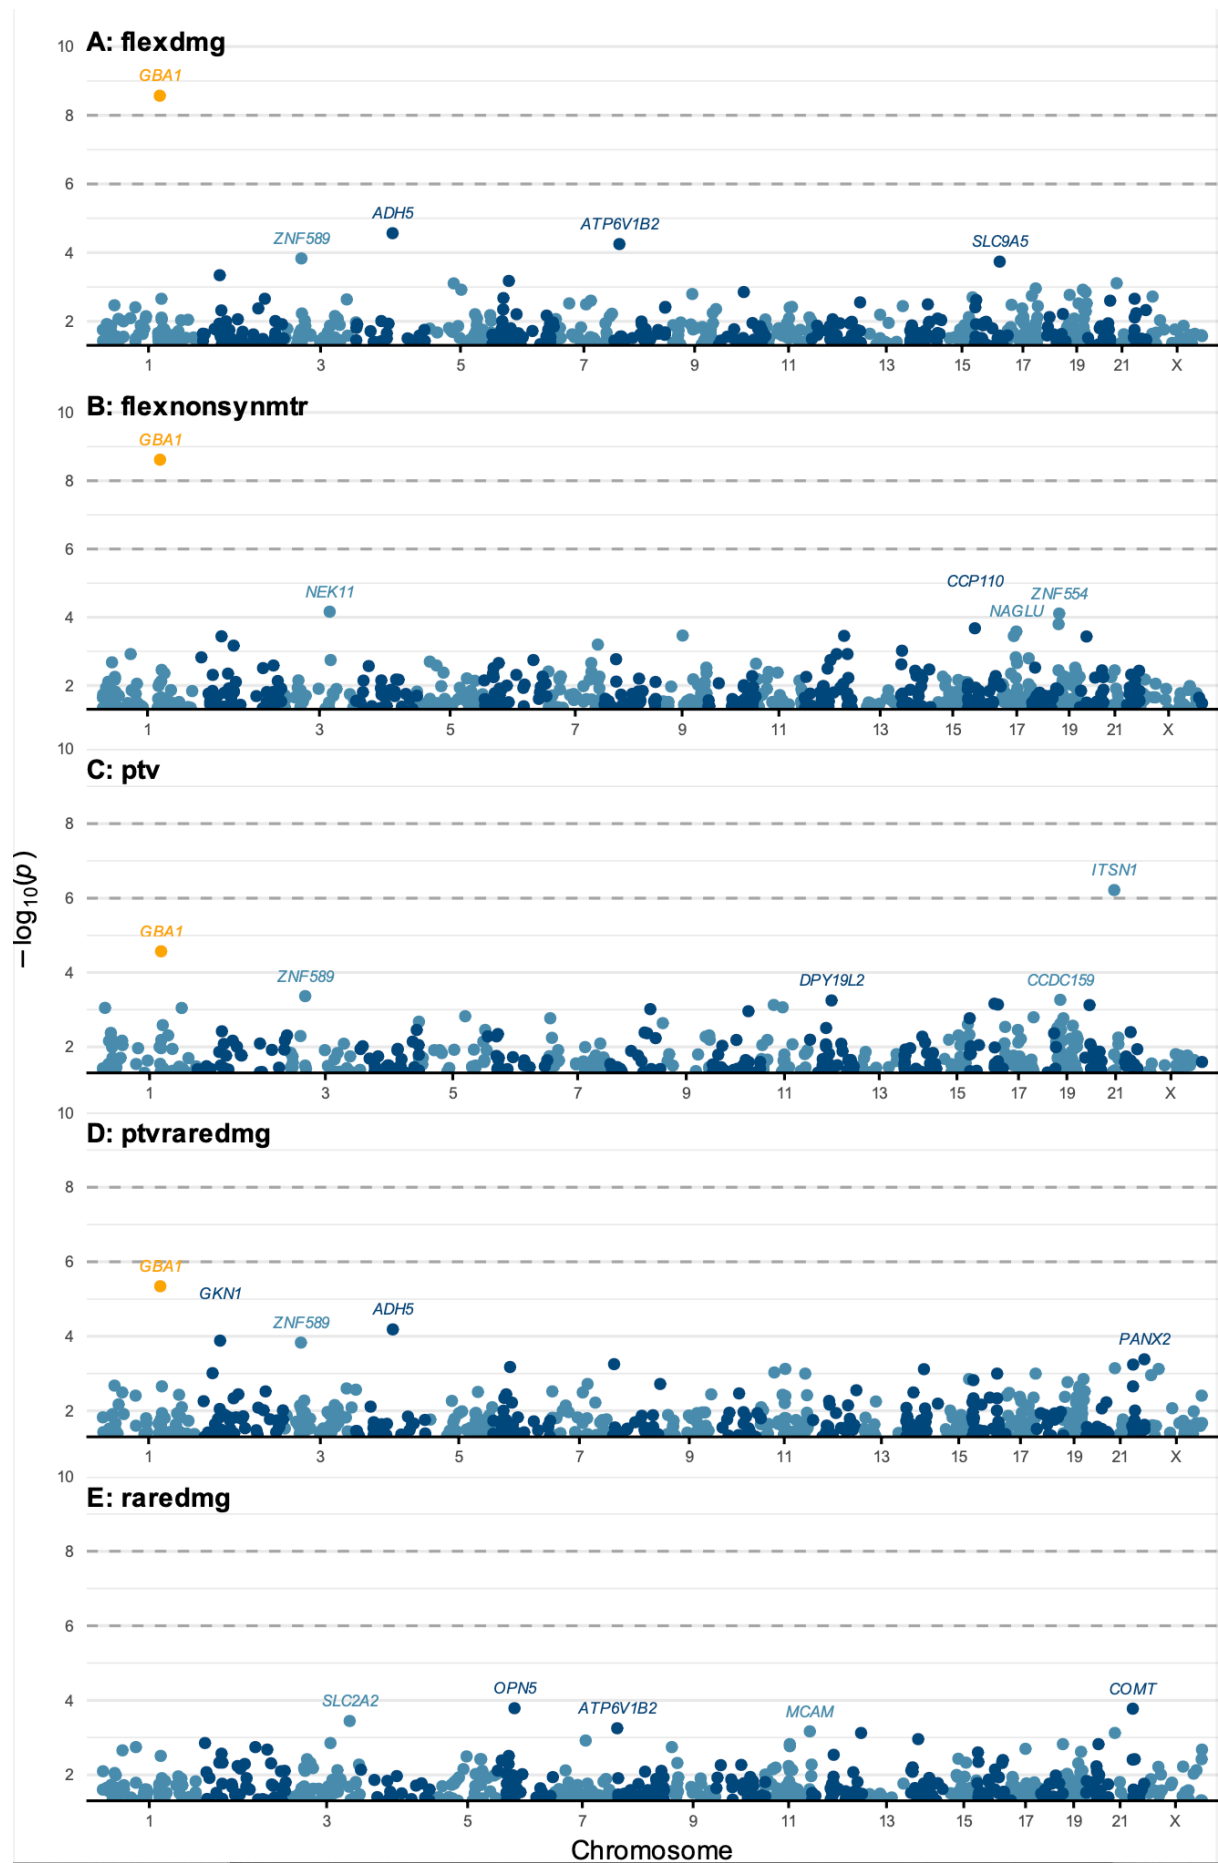 A: flexdmg
10
8
6
4
2
GBA1
ZNF589
ADH5
ATP6V1B2
SLC9A5
1 3 5 7 9 11 13 15 17 19 21 X
B: flexnonsynmtr
10
8
6
4
2
GBA1
NEK11
CCP110
NAGLU
ZNF554
1 3 5 7 9 11 13 15 17 19 21 X
C: ptv
10
8
6
4
2
GBA1
ZNF589
DPY19L2
CCDC159
ITSN1
1 3 5 7 9 11 13 15 17 19 21 X
−log10(p)
D: ptvraredmg
10
8
6
4
2
GBA1
GKN1
ZNF589
ADH5
PANX2
1 3 5 7 9 11 13 15 17 19 21 X
E: raredmg
10
8
6
4
2
SLC2A2
OPN5
ATP6V1B2
MCAM
COMT
1 3 5 7 9 11 13 15 17 19 21 X
Chromosome